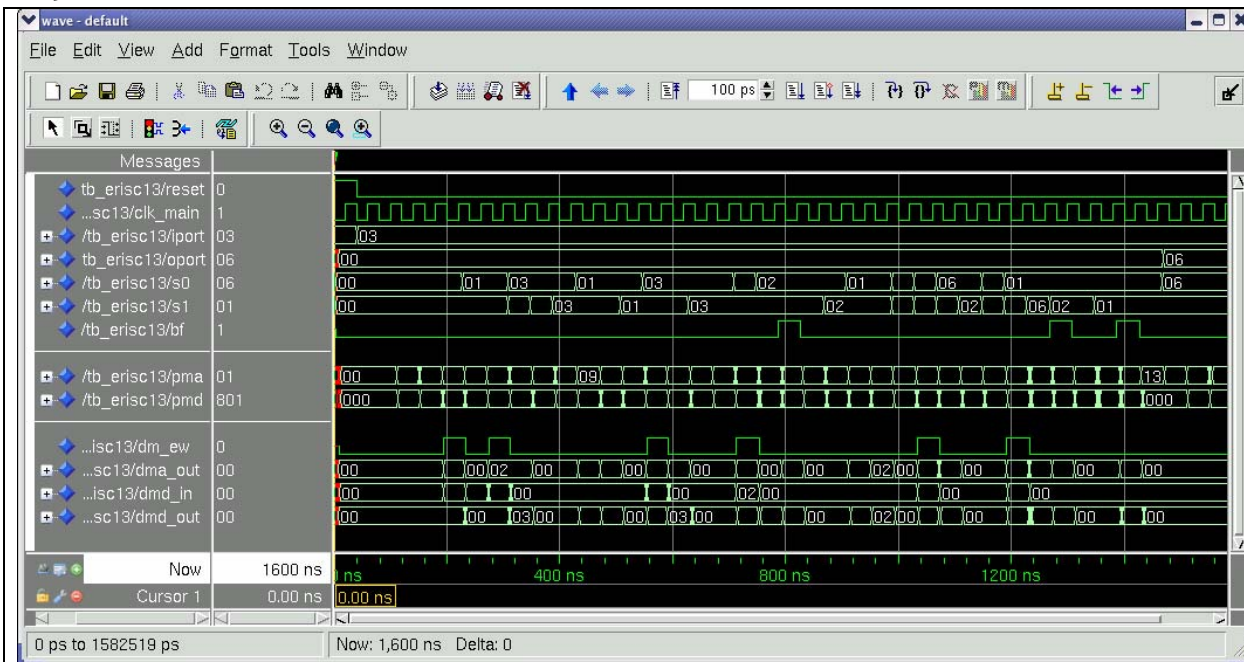 wave - default
File Edit View Add Format Tools Window
100 ps
Messages
tb_erisc13/reset 0
...sc13/clk_main 1
/tb_erisc13/iport 03 03
tb_erisc13/oport 06 00 06
/tb_erisc13/s0 06 00 01 03 01 03 02 01 06 01 06
/tb_erisc13/s1 01 00 03 01 03 02 02 06 02 01
/tb_erisc13/bf 1
/tb_erisc13/pma 01 00 09 13
/tb_erisc13/pmd 801 000 000
...isc13/dm_ew 0
...sc13/dma_out 00 00 00 02 00 00 00 00 00 02 00 00 00 00
...isc13/dmd_in 00 00 00 00 02 00 00 00
...sc13/dmd_out 00 00 00 03 00 00 03 00 00 02 00 00 00 00
Now 1600 ns ns 400 ns 800 ns 1200 ns
Cursor 1 0.00 ns 0.00 ns
0 ps to 1582519 ps Now: 1,600 ns Delta: 0